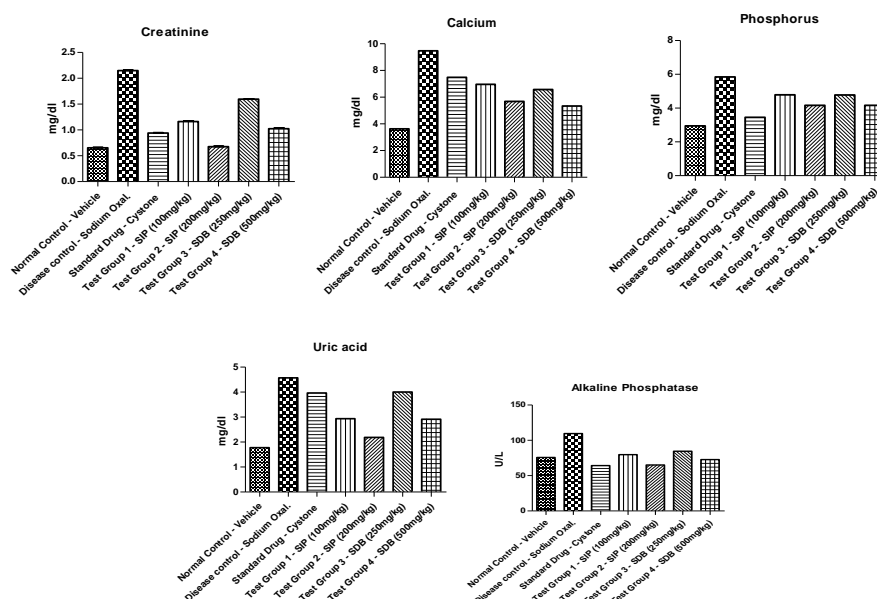 Creatinine
mg/dl
2.5
2.0
1.5
1.0
0.5
0.0
Normal Control - Vehicle
Disease control - Sodium Oxal.
Standard Drug - Cystone
Test Group 1 - SJP (100mg/kg)
Test Group 2 - SJP (200mg/kg)
Test Group 3 - SDB (250mg/kg)
Test Group 4 - SDB (500mg/kg)
Calcium
mg/dl
10
8
6
4
2
0
Normal Control - Vehicle
Disease control - Sodium Oxal.
Standard Drug - Cystone
Test Group 1 - SJP (100mg/kg)
Test Group 2 - SJP (200mg/kg)
Test Group 3 - SDB (250mg/kg)
Test Group 4 - SDB (500mg/kg)
Phosphorus
mg/dl
8
6
4
2
0
Normal Control - Vehicle
Disease control - Sodium Oxal.
Standard Drug - Cystone
Test Group 1 - SJP (100mg/kg)
Test Group 2 - SJP (200mg/kg)
Test Group 3 - SDB (250mg/kg)
Test Group 4 - SDB (500mg/kg)
Uric acid
mg/dl
5
4
3
2
1
0
Normal Control - Vehicle
Disease control - Sodium Oxal.
Standard Drug - Cystone
Test Group 1 - SJP (100mg/kg)
Test Group 2 - SJP (200mg/kg)
Test Group 3 - SDB (250mg/kg)
Test Group 4 - SDB (500mg/kg)
Alkaline Phosphatase
U/L
150
100
50
0
Normal Control - Vehicle
Disease control - Sodium Oxal.
Standard Drug - Cystone
Test Group 1 - SJP (100mg/kg)
Test Group 2 - SJP (200mg/kg)
Test Group 3 - SDB (250mg/kg)
Test Group 4 - SDB (500mg/kg)